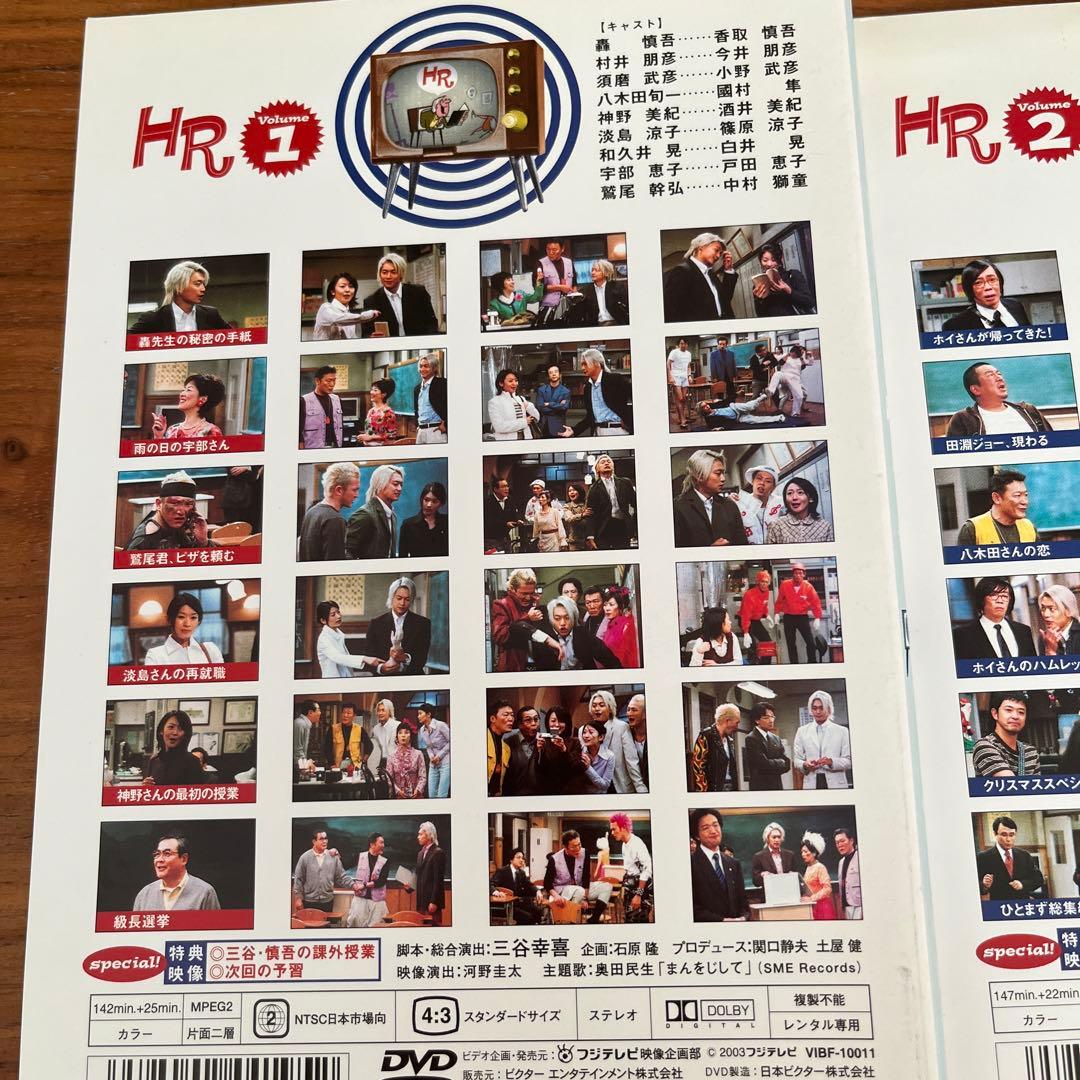 HR
Volume
1
HR
【キャスト】
轟 慎吾……香取 慎吾
村井 朋彦……今井 朋彦
須磨 武彦……小野 武彦
八木田旬一……國村 隼
神野 美紀……酒井 美紀
淡島 涼子……篠原 涼子
和久井 晃……白井 晃
宇部 恵子……戸田 恵子
鷲尾 幹弘……中村 獅童
轟先生の秘密の手紙
雨の日の宇部さん
鷲尾君、ピザを頼む
淡島さんの再就職
神野さんの最初の授業
級長選挙
special!
特典映像
◎三谷・慎吾の課外授業
◎次回の予習
脚本・総合演出:三谷幸喜 企画:石原 隆 プロデュース:関口静夫 土屋 健
映像演出:河野圭太 主題歌:奥田民生「まんをじして」(SME Records)
142min.+25min. MPEG2
カラー 片面二層
2 NTSC日本市場向
4:3 スタンダードサイズ
ステレオ
DOLBY
DIGITAL
複製不能
レンタル専用
DVD
ビデオ企画・発売元:フジテレビ映像企画部 © 2003フジテレビ VIBF-10011
販売元:ビクター エンタテインメント株式会社 DVD製造:日本ビクター株式会社
HR
Volume
2
ホイさんが帰ってきた!
田淵ジョー、現わる
八木田さんの恋
ホイさんのハムレッ
クリスマススペシ
ひとまず総集
special!
特典映像
147min.+22min.
カラー